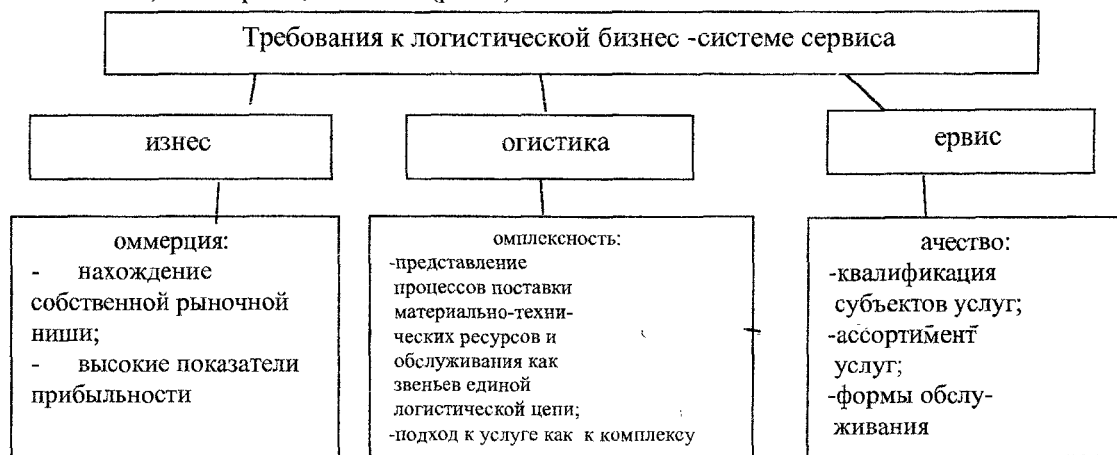 Требования к логистической бизнес -системе сервиса
изнес
огистика
ервис
оммерция:
- нахождение
собственной рыночной
ниши;
- высокие показатели
прибыльности
омплексность:
-представление
процессов поставки
материально-техни-
ческих ресурсов и
обслуживания как
звеньев единой
логистической цепи;
-подход к услуге как к комплексу
ачество:
-квалификация
субъектов услуг;
-ассортимент
услуг;
-формы обслу-
живания